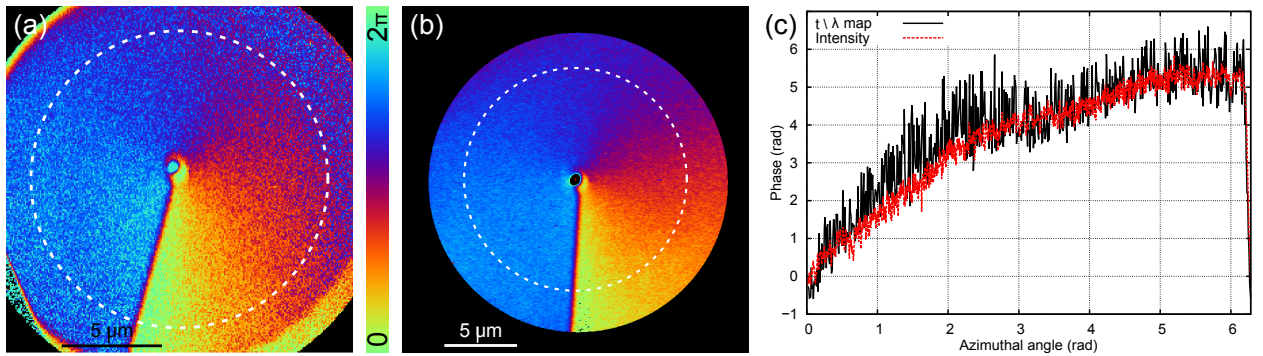 (a)
5 μm
2π
0
(b)
5 μm
(c)
t \ λ map
Intensity
Phase (rad)
6
5
4
3
2
1
0
−1
0 1 2 3 4 5 6
Azimuthal angle (rad)